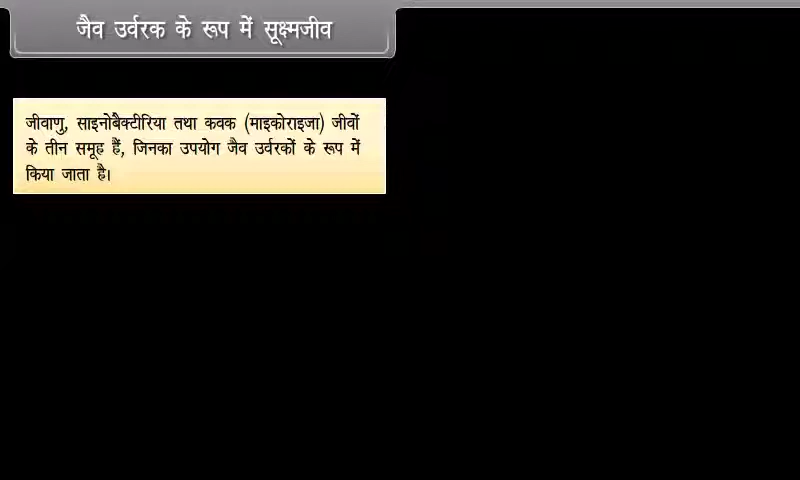 जैव उर्वरक के रूप में सूक्ष्मजीव
जीवाणु, साइनोबैक्टीरिया तथा कवक (माइकोराइजा) जीवों
के तीन समूह हैं, जिनका उपयोग जैव उर्वरकों के रूप में
किया जाता है।